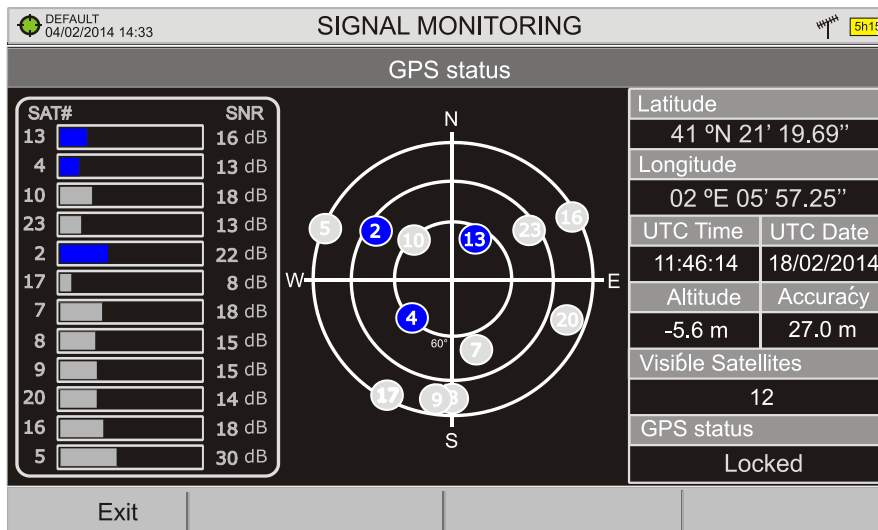 DEFAULT
04/02/2014 14:33
SIGNAL MONITORING
5h15
GPS status
SAT# SNR
13 16 dB
4 13 dB
10 18 dB
23 13 dB
2 22 dB
17 8 dB
7 18 dB
8 15 dB
9 15 dB
20 14 dB
16 18 dB
5 30 dB
N
5 2 10 13 23 16
W E
4 20
60°
7
17 9
S
Latitude
41 ºN 21’ 19.69’’
Longitude
02 ºE 05’ 57.25’’
UTC Time UTC Date
11:46:14 18/02/2014
Altitude Accuraćy
-5.6 m 27.0 m
Visible Satellites
12
GPS status
Locked
Exit